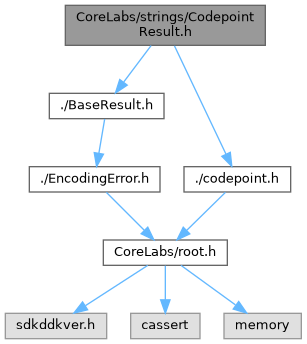 CoreLabs/strings/Codepoint
Result.h
./BaseResult.h
./EncodingError.h
./codepoint.h
CoreLabs/root.h
sdkddkver.h
cassert
memory